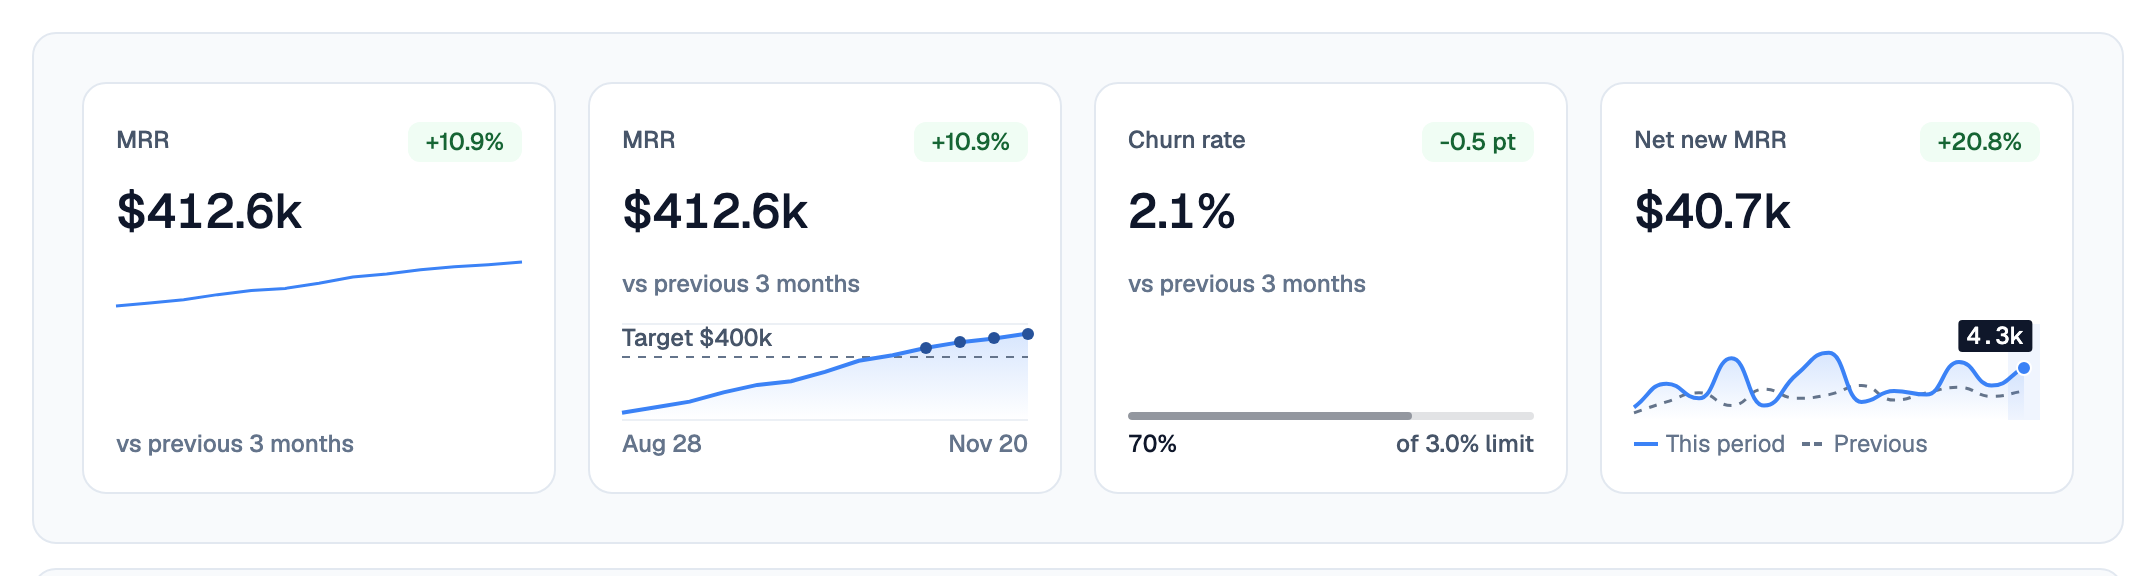 MRR
+10.9%
$412.6k
vs previous 3 months
MRR
+10.9%
$412.6k
vs previous 3 months
Target $400k
Aug 28
Nov 20
Churn rate
-0.5 pt
2.1%
vs previous 3 months
70%
of 3.0% limit
Net new MRR
+20.8%
$40.7k
4.3k
This period
Previous